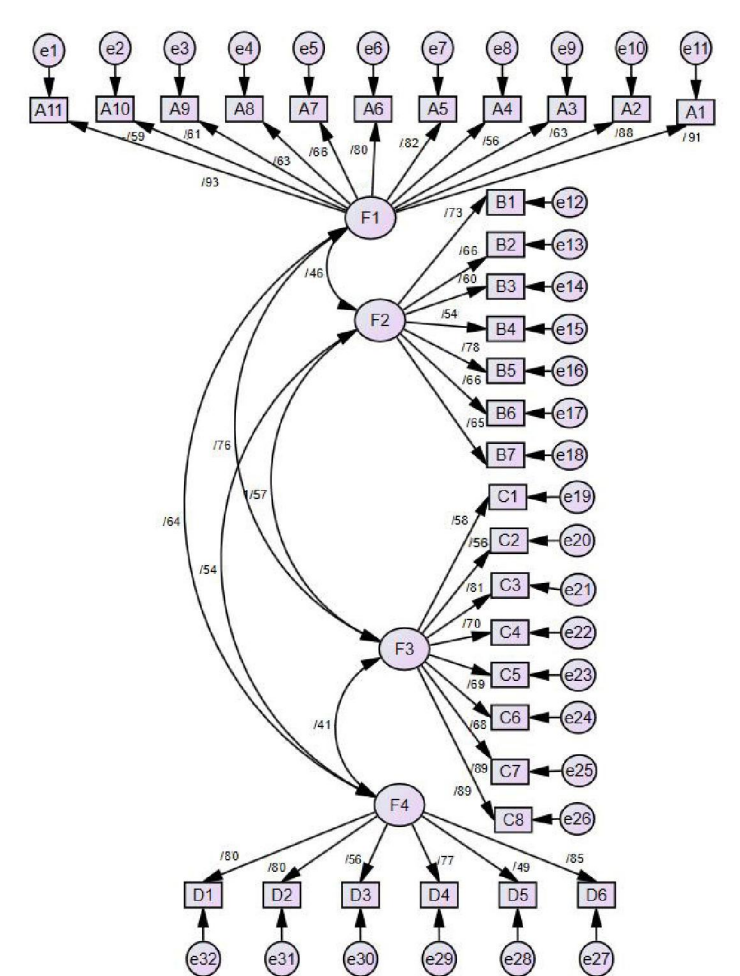 e1 e2 e3 e4 e5 e6 e7 e8 e9 e10 e11
A11 A10 A9 A8 A7 A6 A5 A4 A3 A2 A1
/59 /61 /63 /66 /80 /82 /56 /63 /88 /91
/93
F1
/73 B1 e12
/66 B2 e13
/46 /60 B3 e14
F2 /54 B4 e15
/78 B5 e16
/66 B6 e17
/65 B7 e18
/76
/57
/64
/54
/58 C1 e19
/56 C2 e20
/81 C3 e21
F3 /70 C4 e22
/69 C5 e23
/68 C6 e24
/41
/89 C7 e25
/89 C8 e26
F4
/80 /80 /56 /77 /49 /85
D1 D2 D3 D4 D5 D6
e32 e31 e30 e29 e28 e27